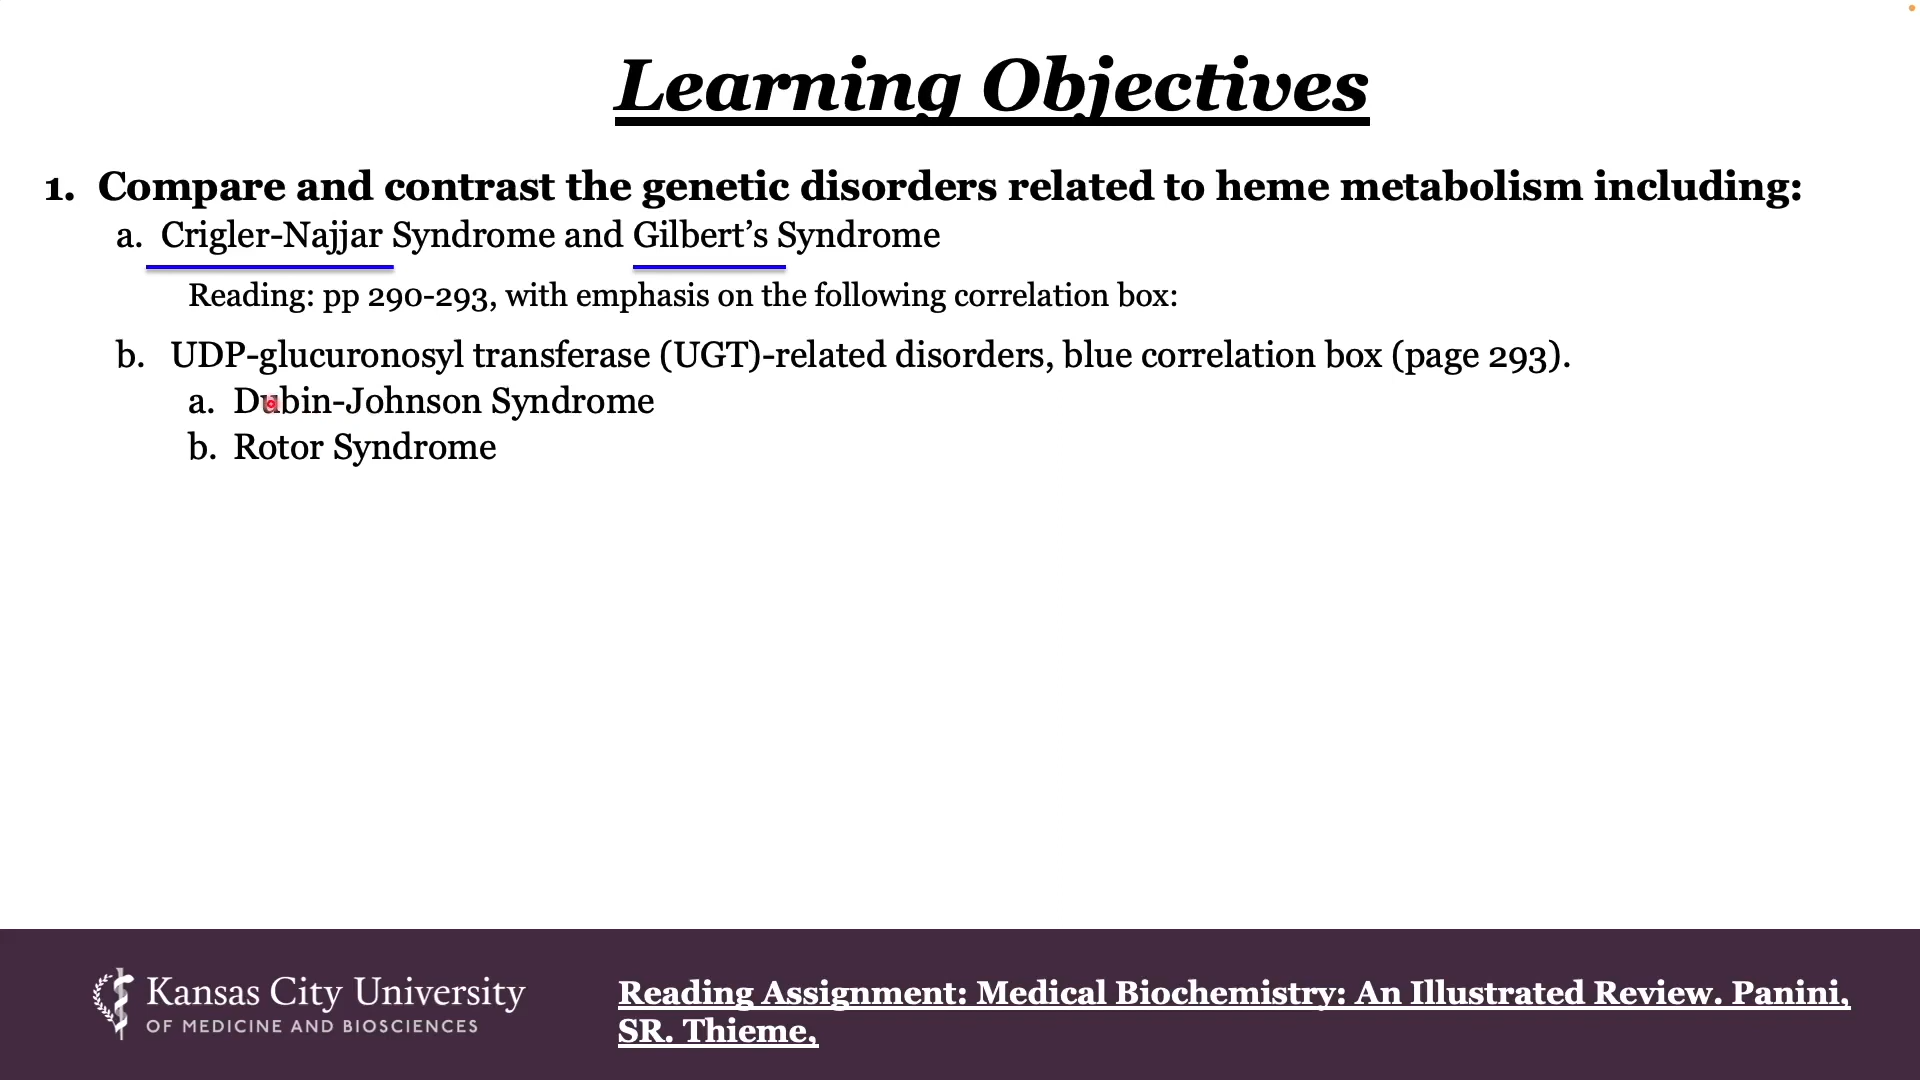 Learning Objectives
1. Compare and contrast the genetic disorders related to heme metabolism including:
a. Crigler-Najjar Syndrome and Gilbert’s Syndrome
Reading: pp 290-293, with emphasis on the following correlation box:
b. UDP-glucuronosyl transferase (UGT)-related disorders, blue correlation box (page 293).
a. Dubin-Johnson Syndrome
b. Rotor Syndrome
Kansas City University
OF MEDICINE AND BIOSCIENCES
Reading Assignment: Medical Biochemistry: An Illustrated Review. Panini,
SR. Thieme,